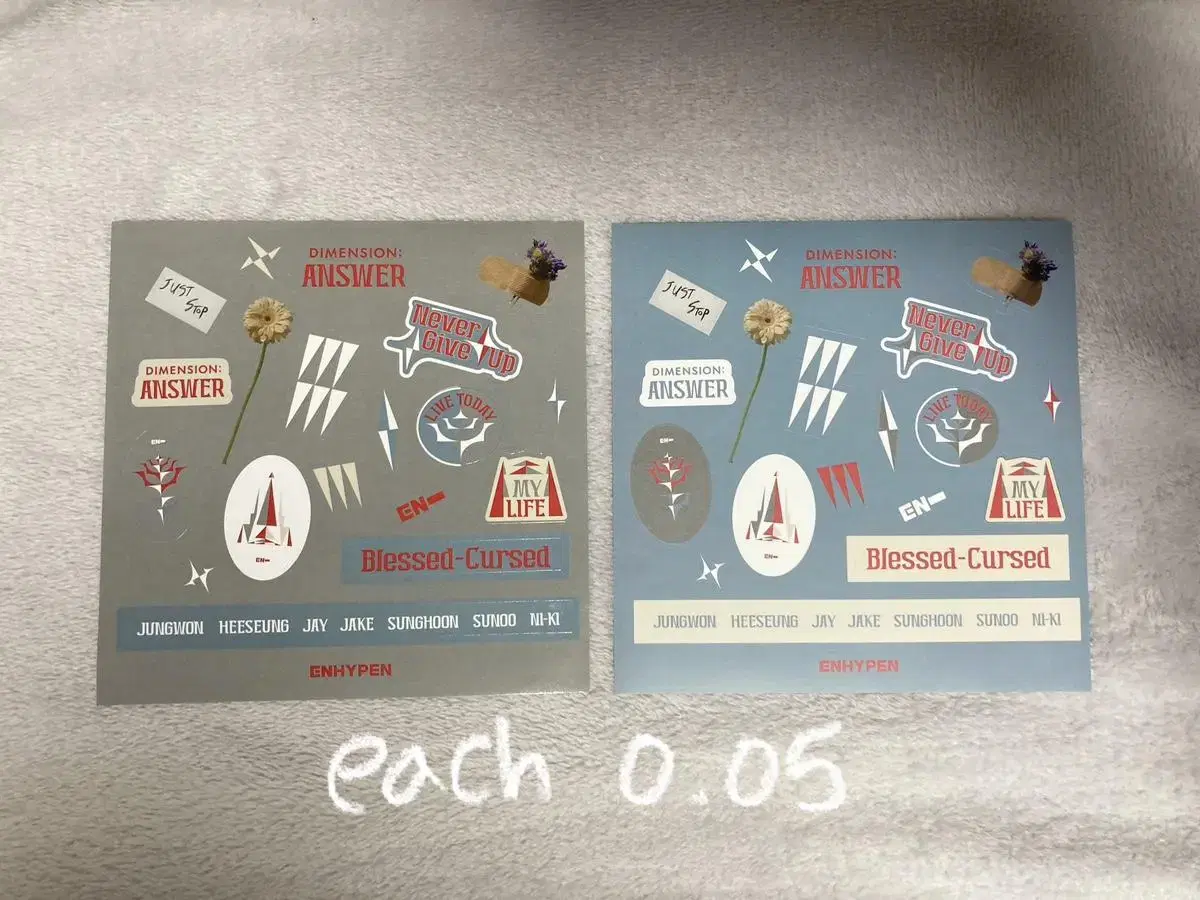 DIMENSION:
ANSWER
JUST
STOP
Never
Give Up
DIMENSION:
ANSWER
LIVE TODAY
EN-
MY
LIFE
EN-
EN-
Blessed-Cursed
JUNGWON HEESEUNG JAY JAKE SUNGHOON SUNOO NI-KI
ENHYPEN
DIMENSION:
ANSWER
JUST
STOP
Never
Give Up
DIMENSION:
ANSWER
LIVE TODAY
EN-
MY
LIFE
EN-
EN-
Blessed-Cursed
JUNGWON HEESEUNG JAY JAKE SUNGHOON SUNOO NI-KI
ENHYPEN
each 0.05